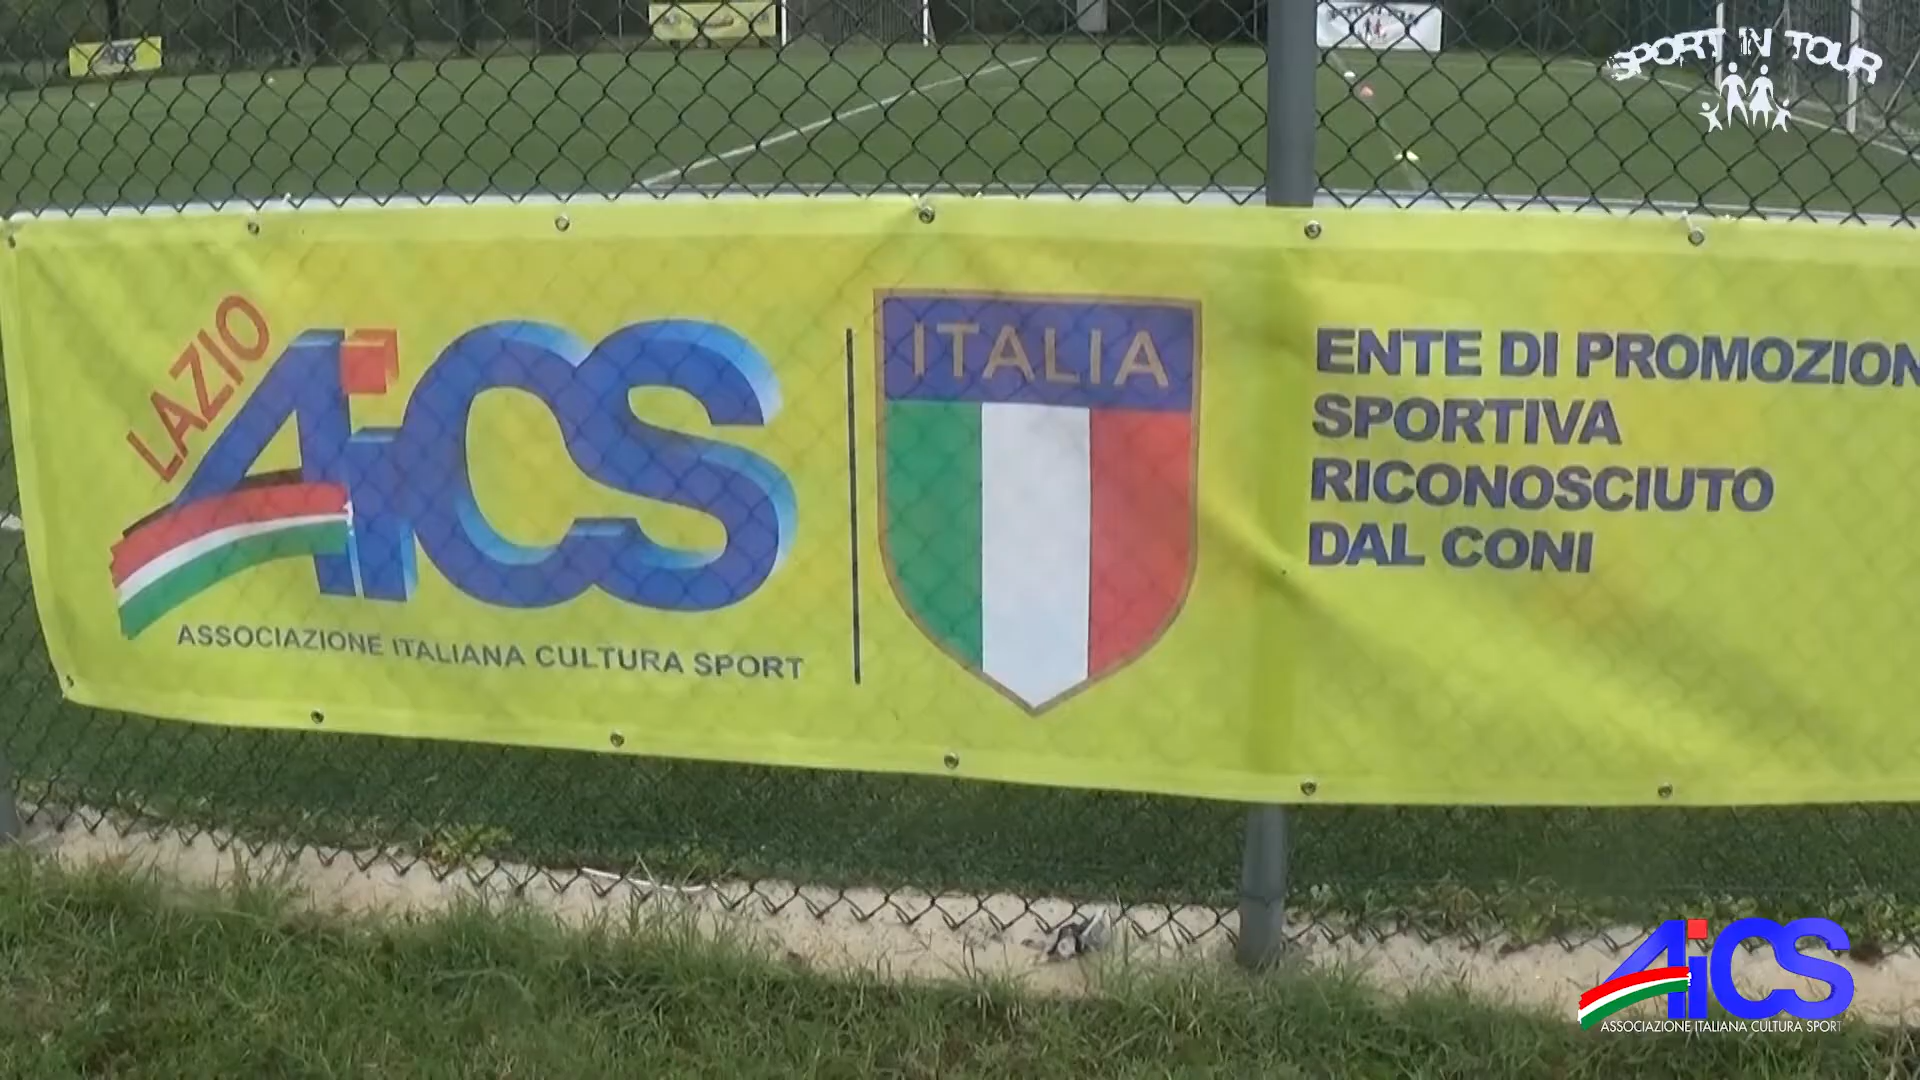 SPORT IN TOUR
LAZIO
AiCS
ASSOCIAZIONE ITALIANA CULTURA SPORT
ITALIA
ENTE DI PROMOZION
SPORTIVA
RICONOSCIUTO
DAL CONI
AiCS
ASSOCIAZIONE ITALIANA CULTURA SPORT